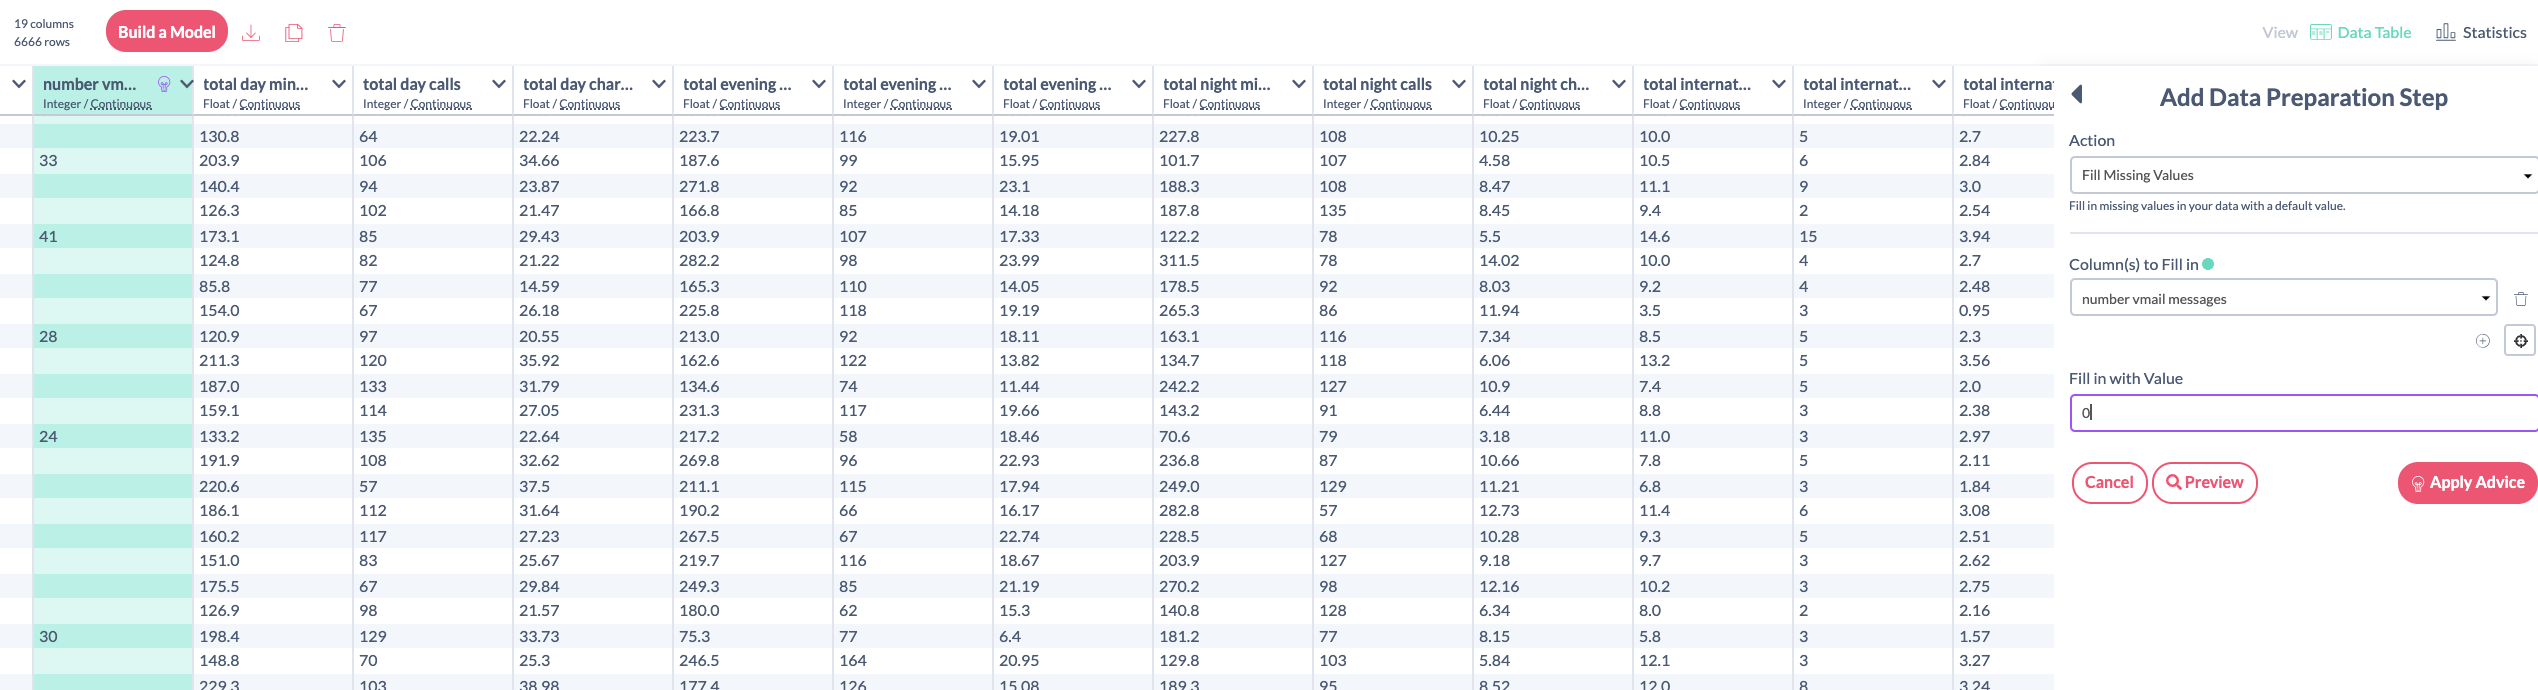 19 columns
6666 rows
Build a Model
View Data Table Statistics
number vm... total day min... total day calls total day char... total evening ... total evening ... total evening ... total night mi... total night calls total night ch... total internat... total internat... total interna
Integer / Continuous Float / Continuous Integer / Continuous Float / Continuous Float / Continuous Integer / Continuous Float / Continuous Float / Continuous Integer / Continuous Float / Continuous Float / Continuous Integer / Continuous Float / Continuou
130.8 64 22.24 223.7 116 19.01 227.8 108 10.25 10.0 5 2.7
33 203.9 106 34.66 187.6 99 15.95 101.7 107 4.58 10.5 6 2.84
140.4 94 23.87 271.8 92 23.1 188.3 108 8.47 11.1 9 3.0
126.3 102 21.47 166.8 85 14.18 187.8 135 8.45 9.4 2 2.54
41 173.1 85 29.43 203.9 107 17.33 122.2 78 5.5 14.6 15 3.94
124.8 82 21.22 282.2 98 23.99 311.5 78 14.02 10.0 4 2.7
85.8 77 14.59 165.3 110 14.05 178.5 92 8.03 9.2 4 2.48
154.0 67 26.18 225.8 118 19.19 265.3 86 11.94 3.5 3 0.95
28 120.9 97 20.55 213.0 92 18.11 163.1 116 7.34 8.5 5 2.3
211.3 120 35.92 162.6 122 13.82 134.7 118 6.06 13.2 5 3.56
187.0 133 31.79 134.6 74 11.44 242.2 127 10.9 7.4 5 2.0
159.1 114 27.05 231.3 117 19.66 143.2 91 6.44 8.8 3 2.38
24 133.2 135 22.64 217.2 58 18.46 70.6 79 3.18 11.0 3 2.97
191.9 108 32.62 269.8 96 22.93 236.8 87 10.66 7.8 5 2.11
220.6 57 37.5 211.1 115 17.94 249.0 129 11.21 6.8 3 1.84
186.1 112 31.64 190.2 66 16.17 282.8 57 12.73 11.4 6 3.08
160.2 117 27.23 267.5 67 22.74 228.5 68 10.28 9.3 5 2.51
151.0 83 25.67 219.7 116 18.67 203.9 127 9.18 9.7 3 2.62
175.5 67 29.84 249.3 85 21.19 270.2 98 12.16 10.2 3 2.75
126.9 98 21.57 180.0 62 15.3 140.8 128 6.34 8.0 2 2.16
30 198.4 129 33.73 75.3 77 6.4 181.2 77 8.15 5.8 3 1.57
148.8 70 25.3 246.5 164 20.95 129.8 103 5.84 12.1 3 3.27
229.3 103 38.98 177.4 126 15.08 189.3 95 8.52 12.0 8 3.24
Add Data Preparation Step
Action
Fill Missing Values
Fill in missing values in your data with a default value.
Column(s) to Fill in
number vmail messages
Fill in with Value
0
Cancel Preview Apply Advice